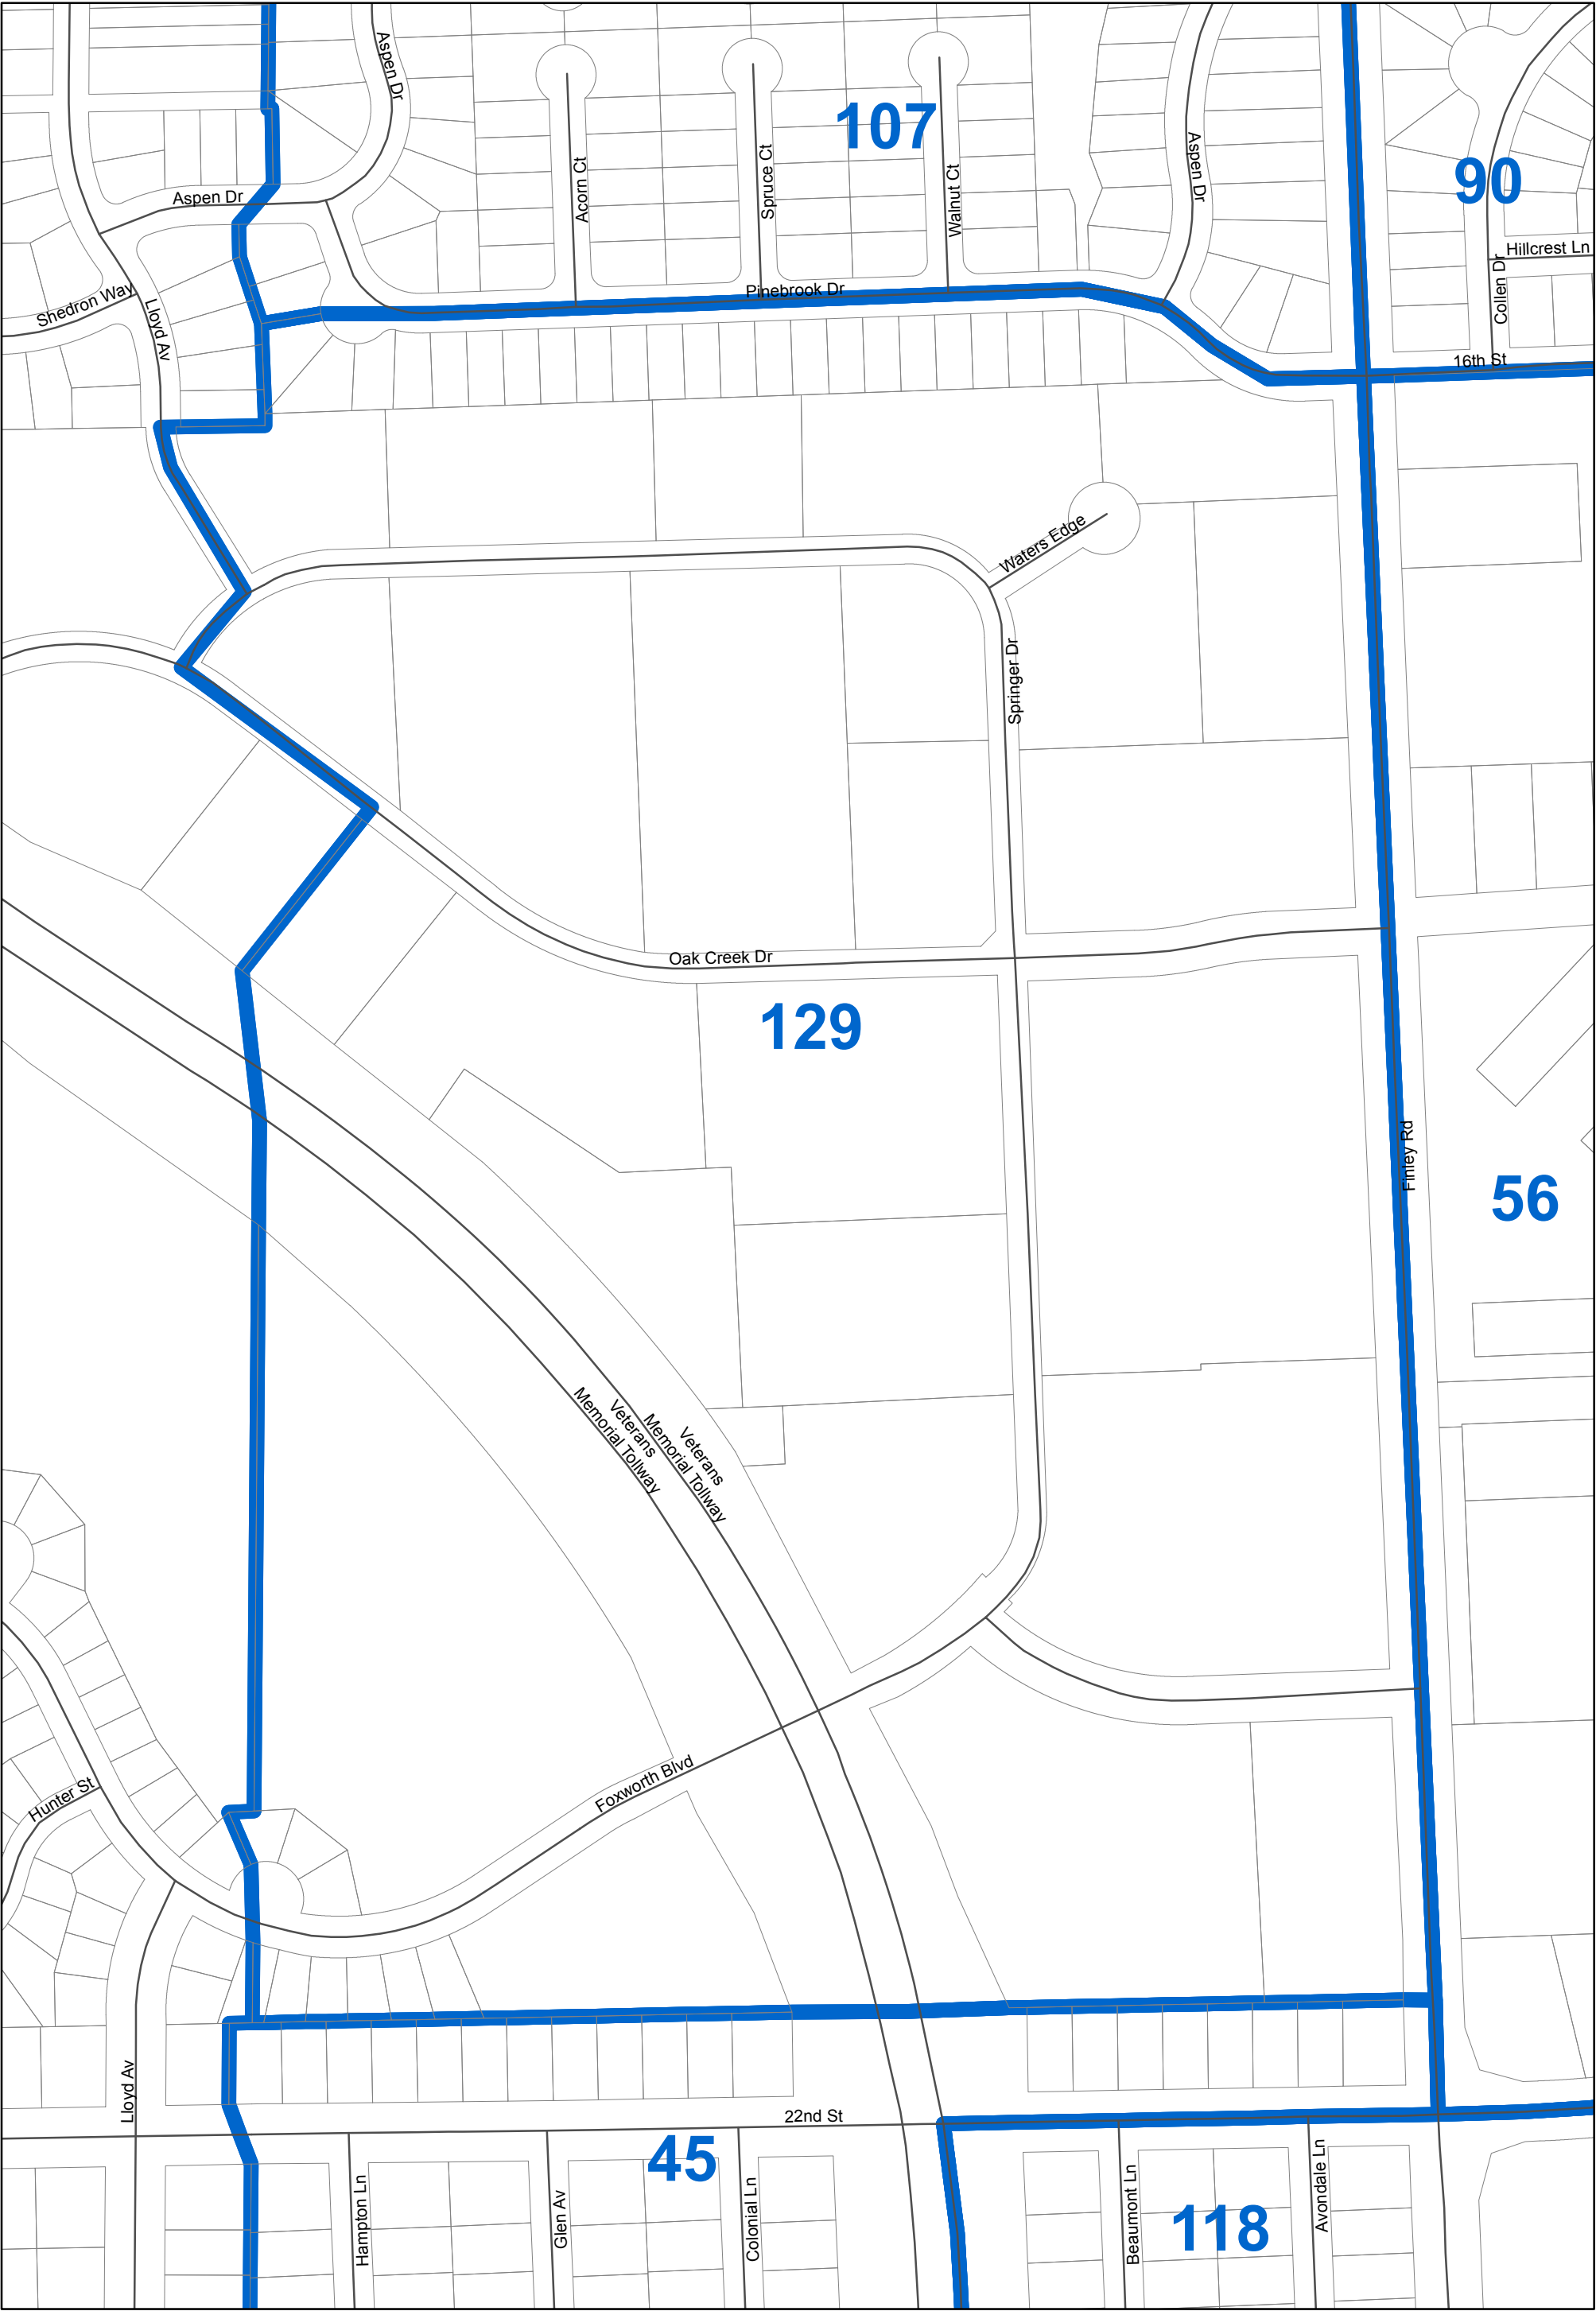 Aspen Dr
107
90
Aspen Dr
Acorn Ct
Spruce Ct
Walnut Ct
Aspen Dr
Hillcrest Ln
Collen Dr
Shedron Way
Lloyd Av
Pinebrook Dr
16th St
Waters Edge
Springer Dr
Oak Creek Dr
129
Finley Rd
56
Veterans
Memorial Tollway
Veterans
Memorial Tollway
Foxworth Blvd
Hunter St
Lloyd Av
22nd St
45
Hampton Ln
Glen Av
Colonial Ln
Beaumont Ln
118
Avondale Ln